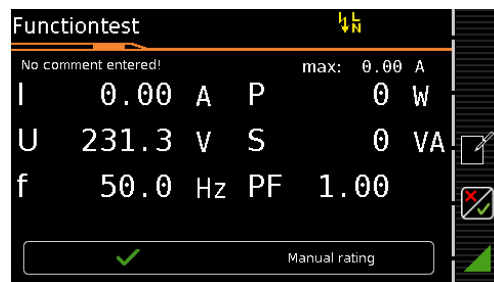 Functiontest L N
No comment entered! max: 0.00 A
I 0.00 A P 0 W
U 231.3 V S 0 VA
f 50.0 Hz PF 1.00
Manual rating